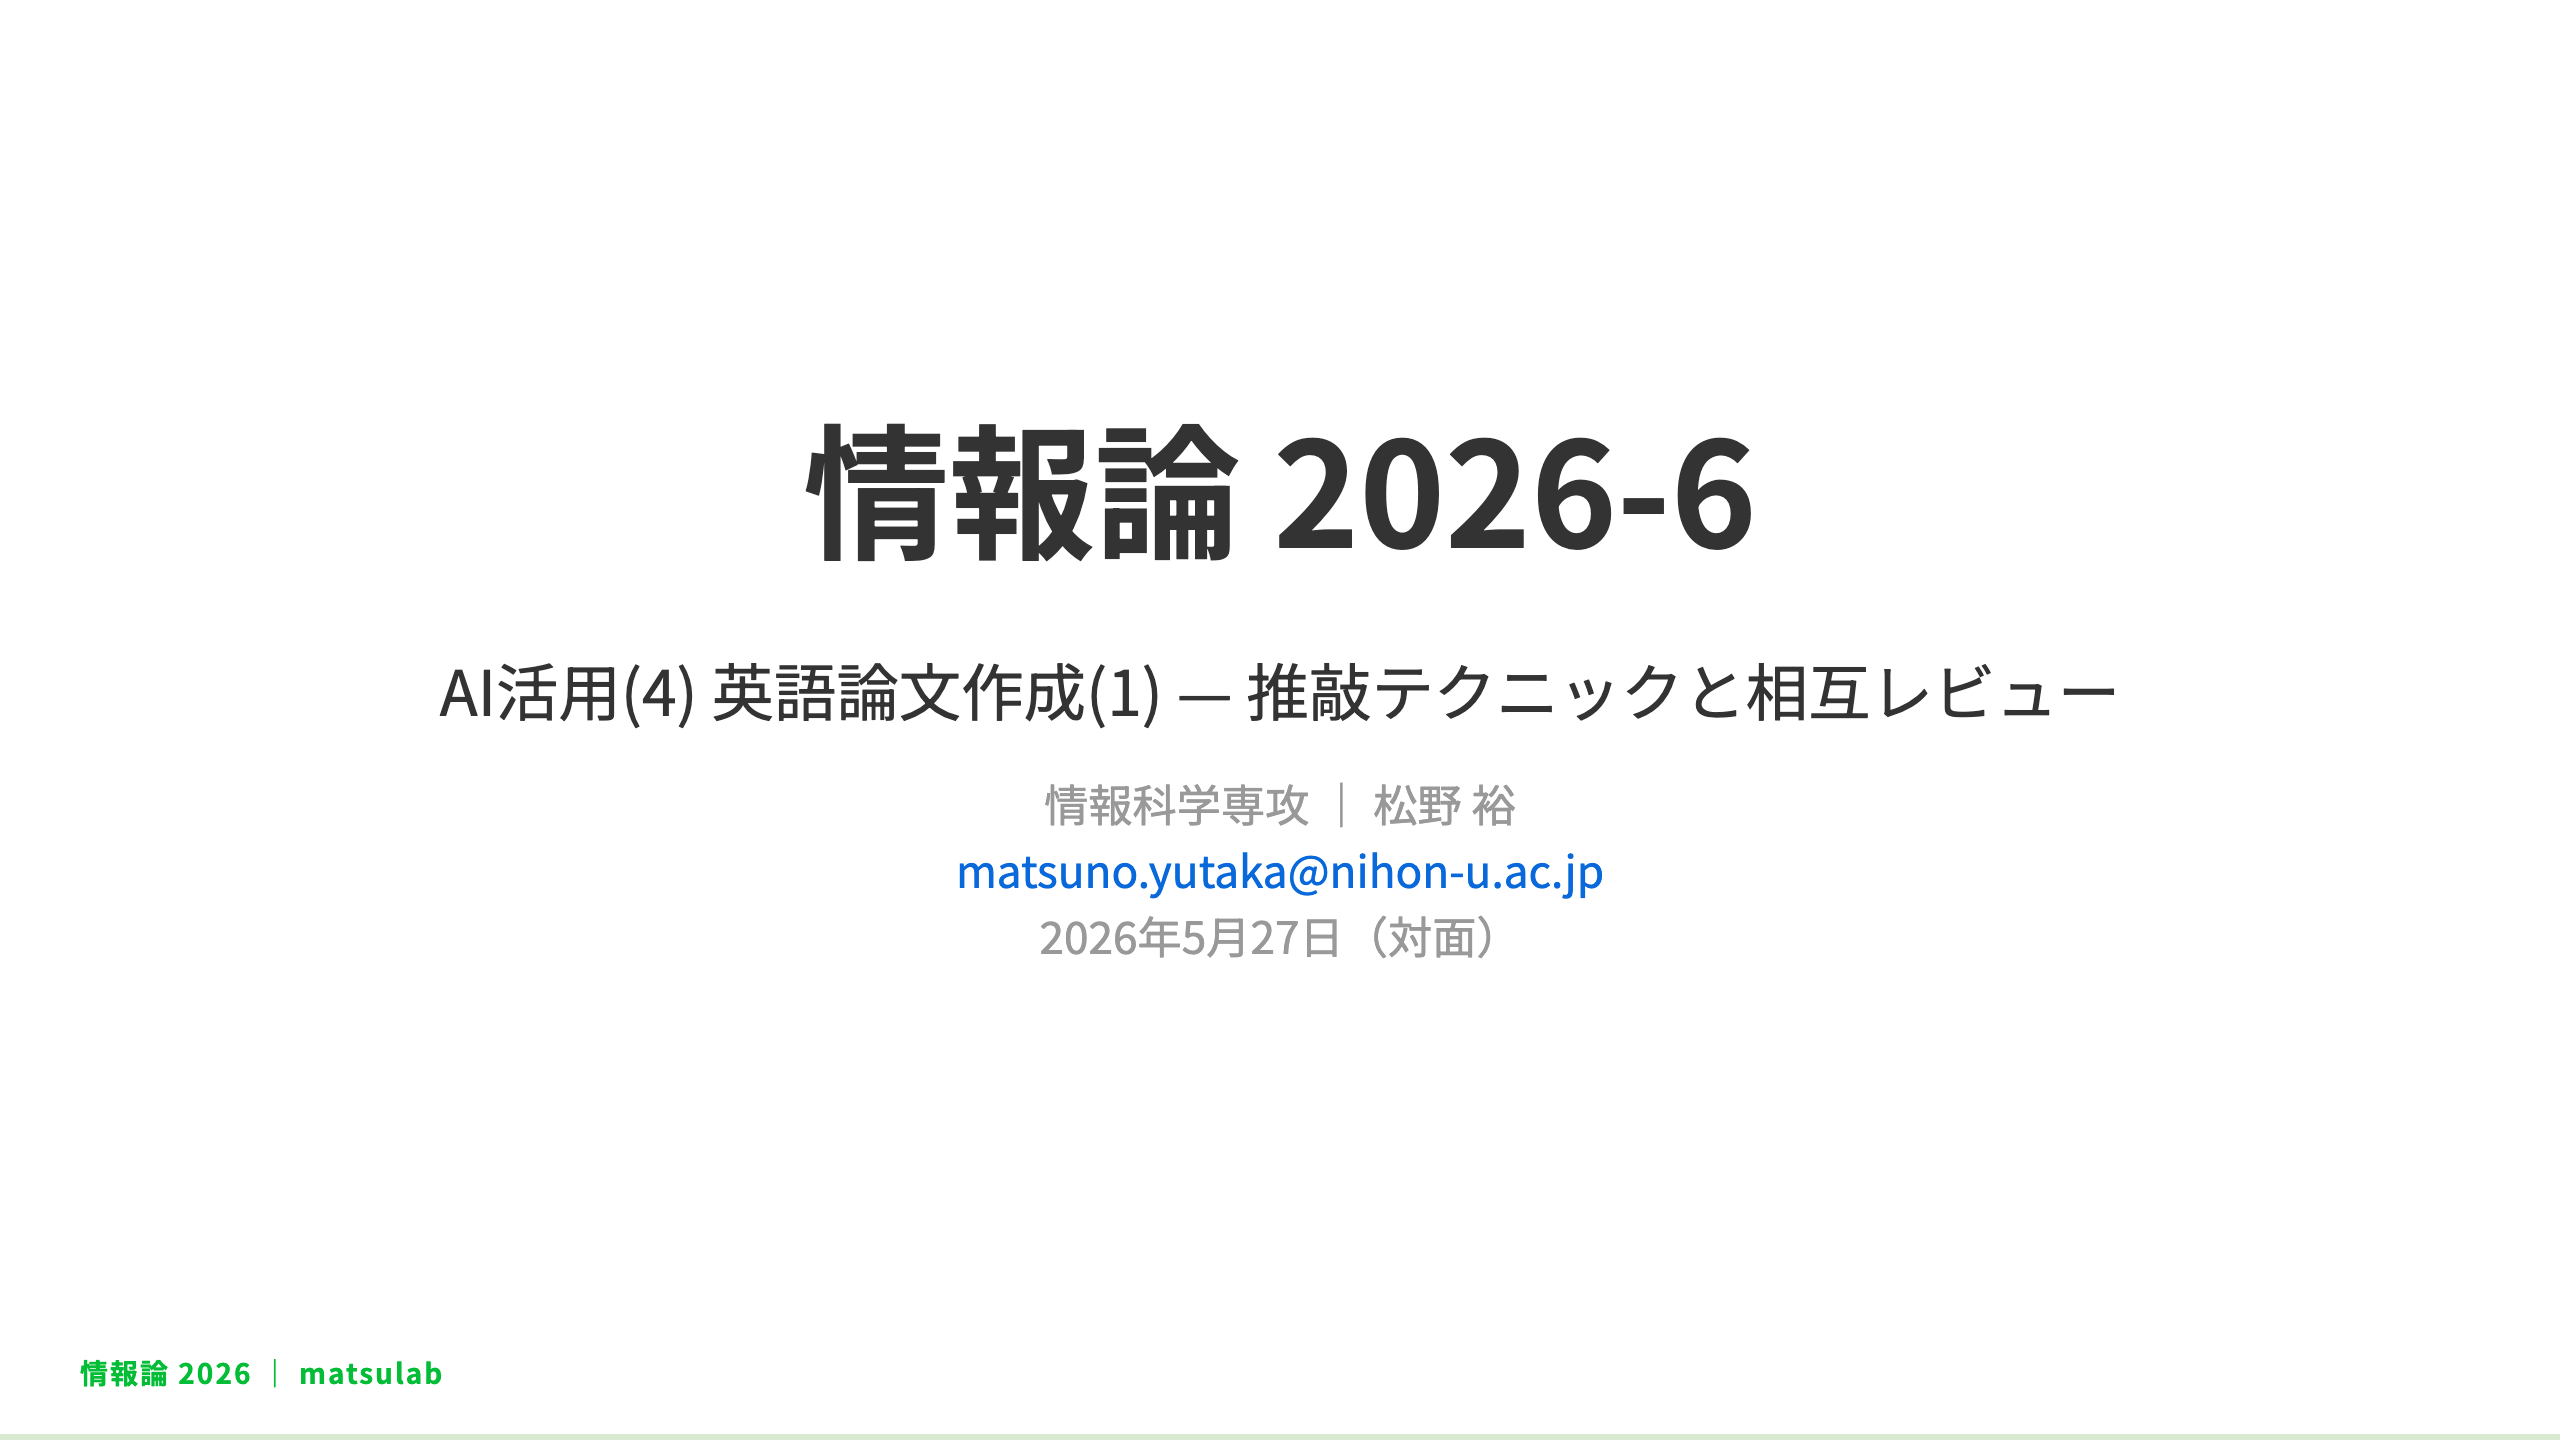 情報論 2026-6
AI活用(4) 英語論文作成(1) — 推敲テクニックと相互レビュー
情報科学専攻 ｜ 松野 裕
matsuno.yutaka@nihon-u.ac.jp
2026年5月27日（対面）
情報論 2026 ｜ matsulab